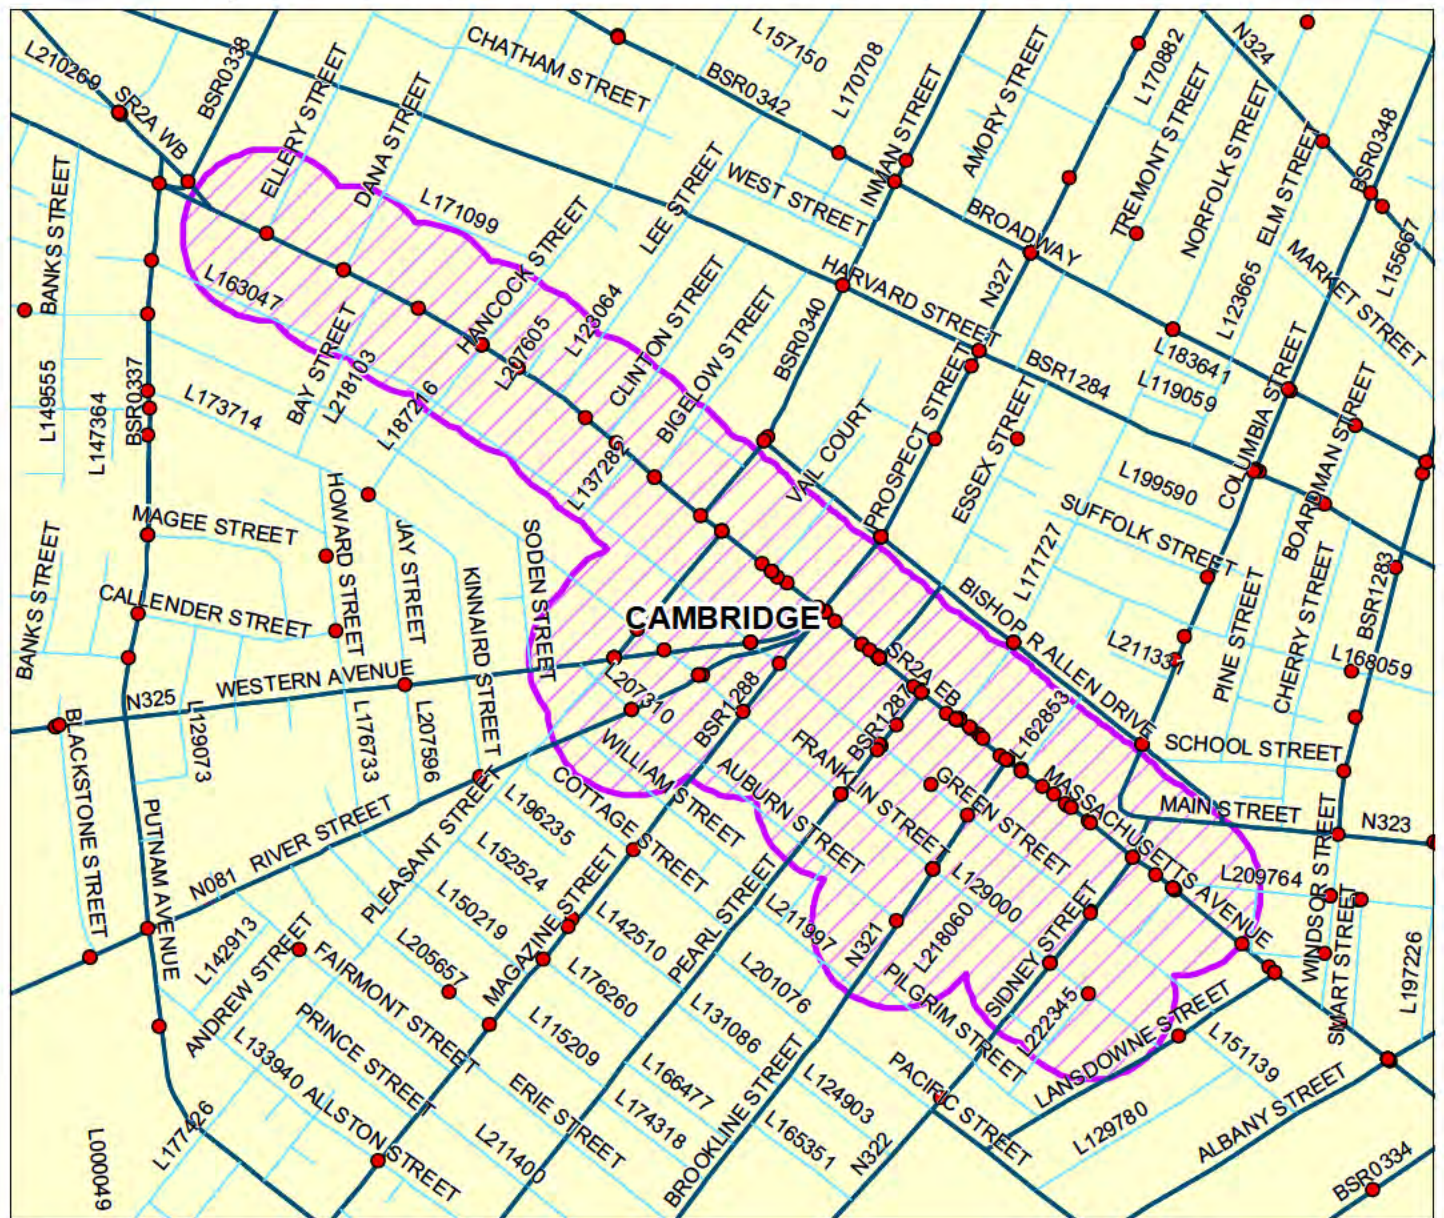 L210269
SR2A WB
BSR0338
ELLERY STREET
DANA STREET
CHATHAM STREET
L157150
BSR0342
L170708
INMAN STREET
AMORY STREET
L170882
TREMONT STREET
N324
NORFOLK STREET
ELM STREET
BSR0348
BANKS STREET
L171099
LEE STREET
WEST STREET
BROADWAY
MARKET STREET
L155667
L163047
HANCOCK STREET
L207605
L123064
CLINTON STREET
BIGELOW STREET
HARVARD STREET
BSR0340
N327
L123665
L183641
L119059
BSR1284
COLUMBIA STREET
BOARDMAN STREET
L149555
L147364
BSR0337
L173714
BAY STREET
L218103
L187216
L137282
VAIL COURT
PROSPECT STREET
ESSEX STREET
L199590
SUFFOLK STREET
L171727
MAGEE STREET
HOWARD STREET
JAY STREET
KINNAIRD STREET
SODEN STREET
CAMBRIDGE
BISHOP R ALLEN DRIVE
L211331
PINE STREET
CHERRY STREET
BSR1283
L168059
BANKS STREET
CALLENDER STREET
WESTERN AVENUE
N325
L129073
L176733
L207596
L207310
BSR1288
SR2A EB
BSR1287
L162853
SCHOOL STREET
BLACKSTONE STREET
PUTNAM AVENUE
RIVER STREET
N081
PLEASANT STREET
L196235
COTTAGE STREET
WILLIAM STREET
AUBURN STREET
FRANKLIN STREET
GREEN STREET
MASSACHUSETTS AVENUE
MAIN STREET
N323
L152524
L150219
L205657
MAGAZINE STREET
L142510
PEARL STREET
L211997
L129000
L209764
WINDSOR STREET
SMART STREET
L197226
L142913
ANDREW STREET
FAIRMONT STREET
L176260
L201076
N321
L218060
PILGRIM STREET
SIDNEY STREET
L222345
LANSDOWNE STREET
L151139
PRINCE STREET
L133940
ALLSTON STREET
L115209
L131086
L166477
L174318
ERIE STREET
L211400
BROOKLINE STREET
L124903
L165351
N322
PACIFIC STREET
L129780
ALBANY STREET
BSR0334
L177426
L000049